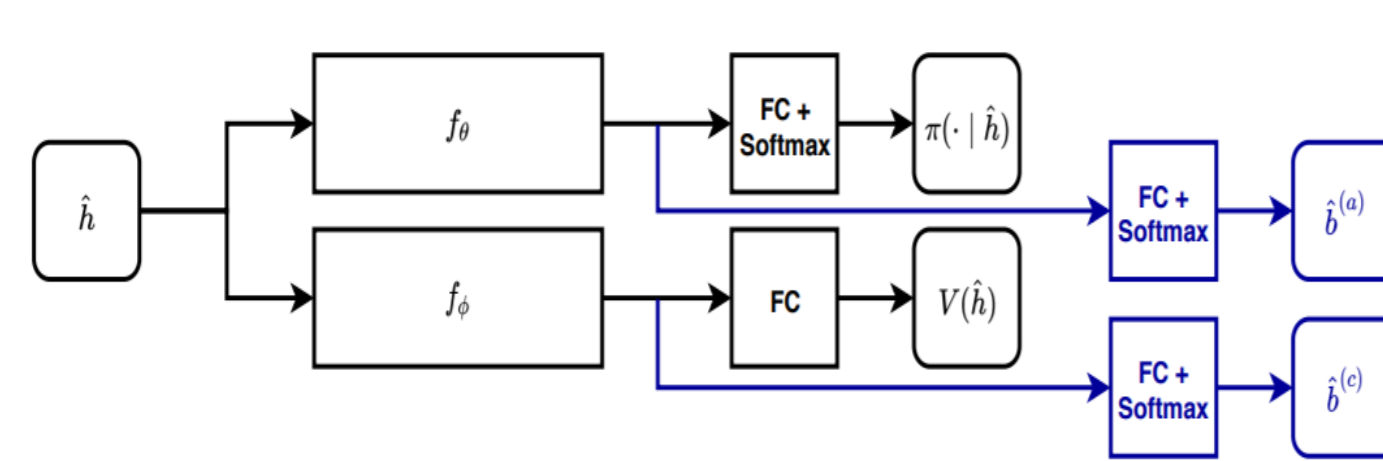 ĥ
f_θ
FC +
Softmax
π(· | ĥ)
FC +
Softmax
b̂^(a)
f_ϕ
FC
V(ĥ)
FC +
Softmax
b̂^(c)